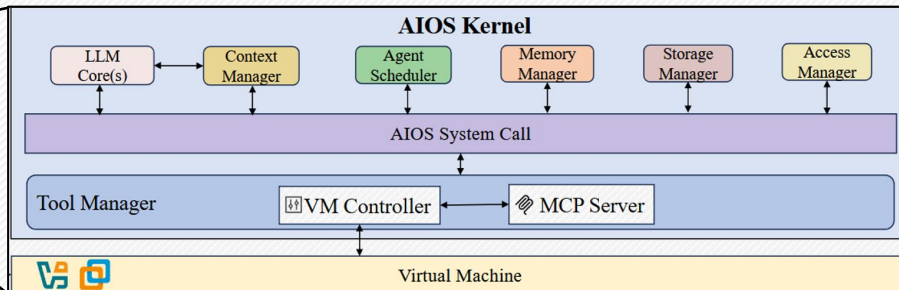 AIOS Kernel
LLM
Core(s)
Context
Manager
Agent
Scheduler
Memory
Manager
Storage
Manager
Access
Manager
AIOS System Call
Tool Manager
VM Controller
MCP Server
Virtual Machine